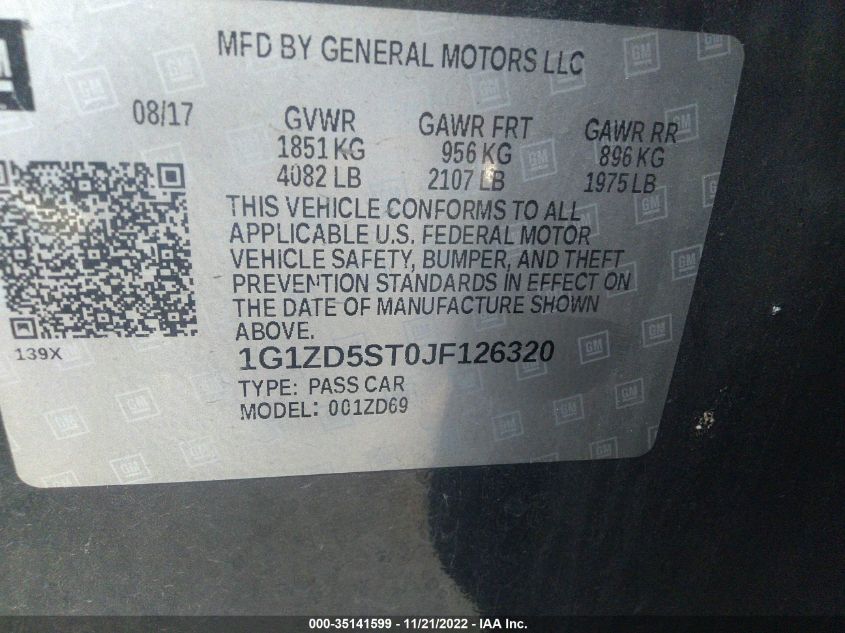 MFD BY GENERAL MOTORS LLC
08/17
GVWR GAWR FRT GAWR RR
1851 KG 956 KG 896 KG
4082 LB 2107 LB 1975 LB
THIS VEHICLE CONFORMS TO ALL
APPLICABLE U.S. FEDERAL MOTOR
VEHICLE SAFETY, BUMPER, AND THEFT
PREVENTION STANDARDS IN EFFECT ON
THE DATE OF MANUFACTURE SHOWN
ABOVE.
139X
1G1ZD5ST0JF126320
TYPE: PASS CAR
MODEL: 001ZD69
000-35141599 — 11/21/2022 — IAA Inc.